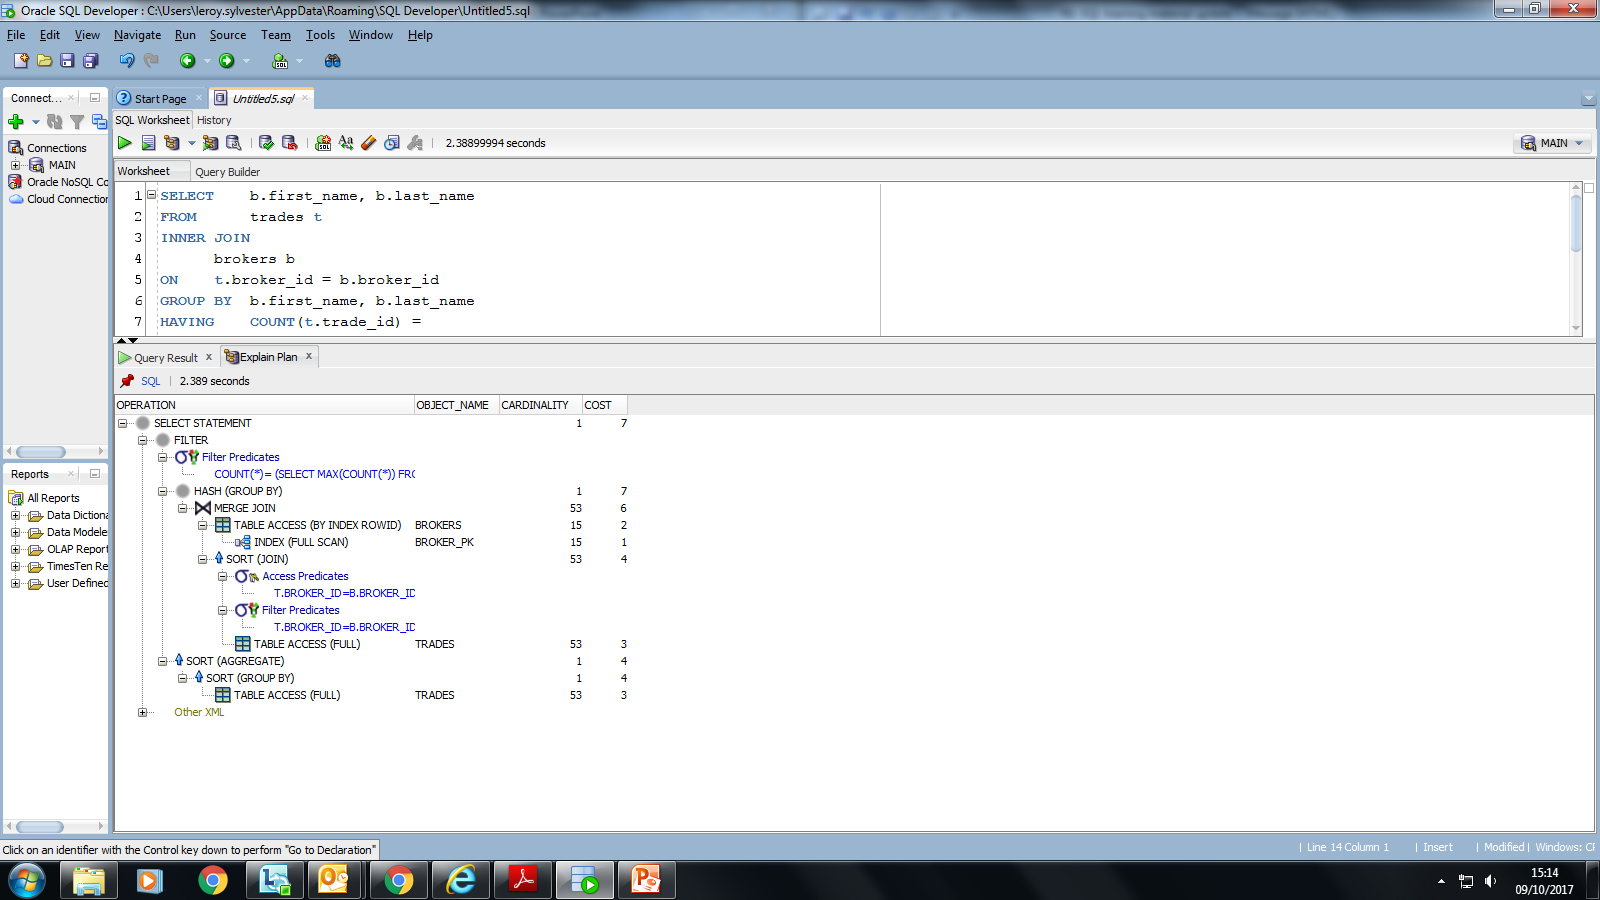 Oracle SQL Developer : C:\Users\leroy.sylvester\AppData\Roaming\SQL Developer\Untitled5.sql
File Edit View Navigate Run Source Team Tools Window Help
Connect...
Start Page
Untitled5.sql
SQL Worksheet History
2.38899994 seconds
MAIN
Worksheet Query Builder
Connections
MAIN
Oracle NoSQL Co
Cloud Connection
1 SELECT b.first_name, b.last_name
2 FROM trades t
3 INNER JOIN
4 brokers b
5 ON t.broker_id = b.broker_id
6 GROUP BY b.first_name, b.last_name
7 HAVING COUNT(t.trade_id) =
Query Result x Explain Plan x
SQL 2.389 seconds
OPERATION OBJECT_NAME CARDINALITY COST
SELECT STATEMENT 1 7
FILTER
Filter Predicates
COUNT(*)= (SELECT MAX(COUNT(*)) FRO
HASH (GROUP BY) 1 7
MERGE JOIN 53 6
TABLE ACCESS (BY INDEX ROWID) BROKERS 15 2
INDEX (FULL SCAN) BROKER_PK 15 1
SORT (JOIN) 53 4
Access Predicates
T.BROKER_ID=B.BROKER_ID
Filter Predicates
T.BROKER_ID=B.BROKER_ID
TABLE ACCESS (FULL) TRADES 53 3
SORT (AGGREGATE) 1 4
SORT (GROUP BY) 1 4
TABLE ACCESS (FULL) TRADES 53 3
Other XML
Reports
All Reports
Data Dictiona
Data Modele
OLAP Report
TimesTen Re
User Defined
Click on an identifier with the Control key down to perform "Go to Declaration"
Line 14 Column 1 Insert Modified Windows: CF
15:14
09/10/2017